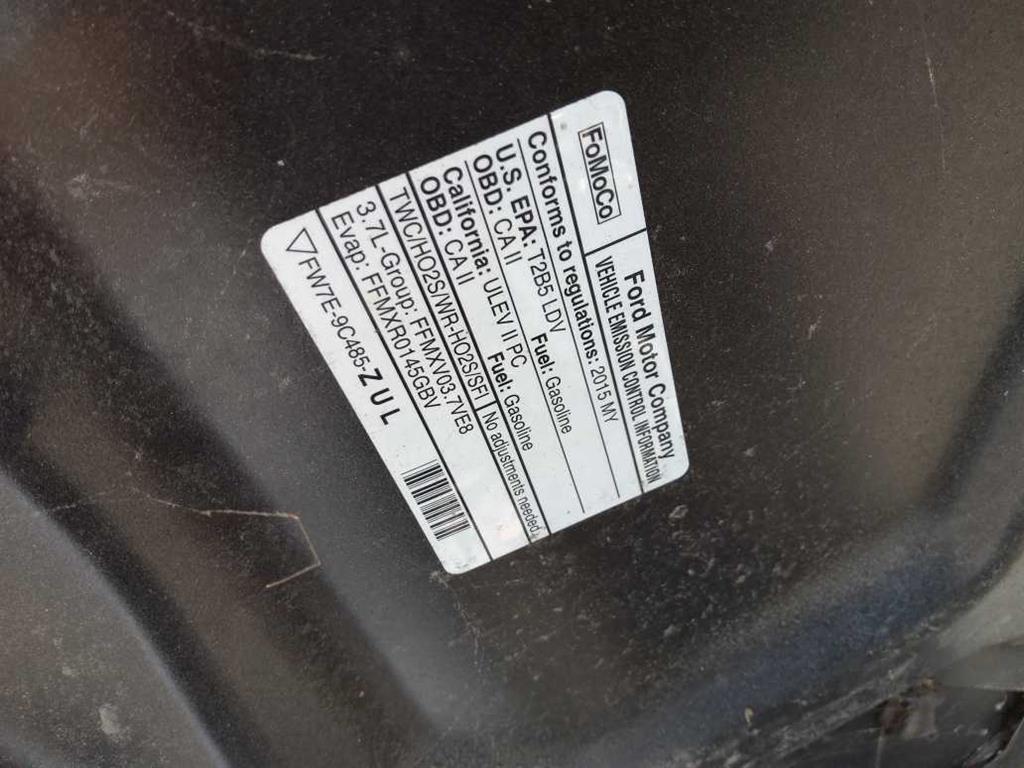 FoMoCo
Ford Motor Company
VEHICLE EMISSION CONTROL INFORMATION
Conforms to regulations: 2015 MY
U.S. EPA: T2B5 LDV Fuel: Gasoline
OBD: CA II
California: ULEV II PC Fuel: Gasoline
OBD: CA II
TWC/HO2S/WR-HO2S/SFI No adjustments needed.
3.7L-Group: FFMXV03.7VE8
Evap: FFMXR0145GBV
FW7E-9C485-ZUL